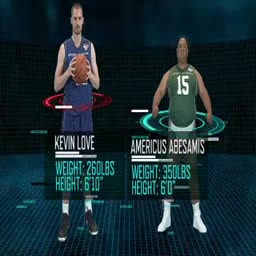 15
KEVIN LOVE
WEIGHT: 260LBS
HEIGHT: 6'10"
AMERICUS ABESAMIS
WEIGHT: 350LBS
HEIGHT: 6'0"